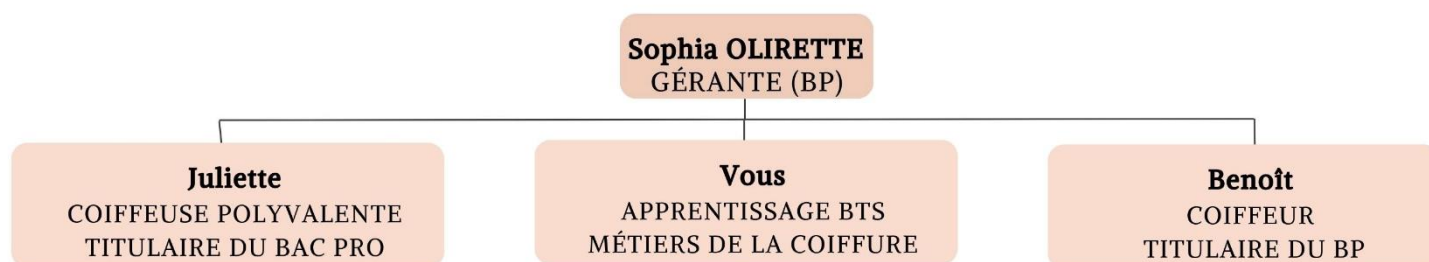 Sophia OLIRETTE
GÉRANTE (BP)
Juliette
COIFFEUSE POLYVALENTE
TITULAIRE DU BAC PRO
Vous
APPRENTISSAGE BTS
MÉTIERS DE LA COIFFURE
Benoît
COIFFEUR
TITULAIRE DU BP